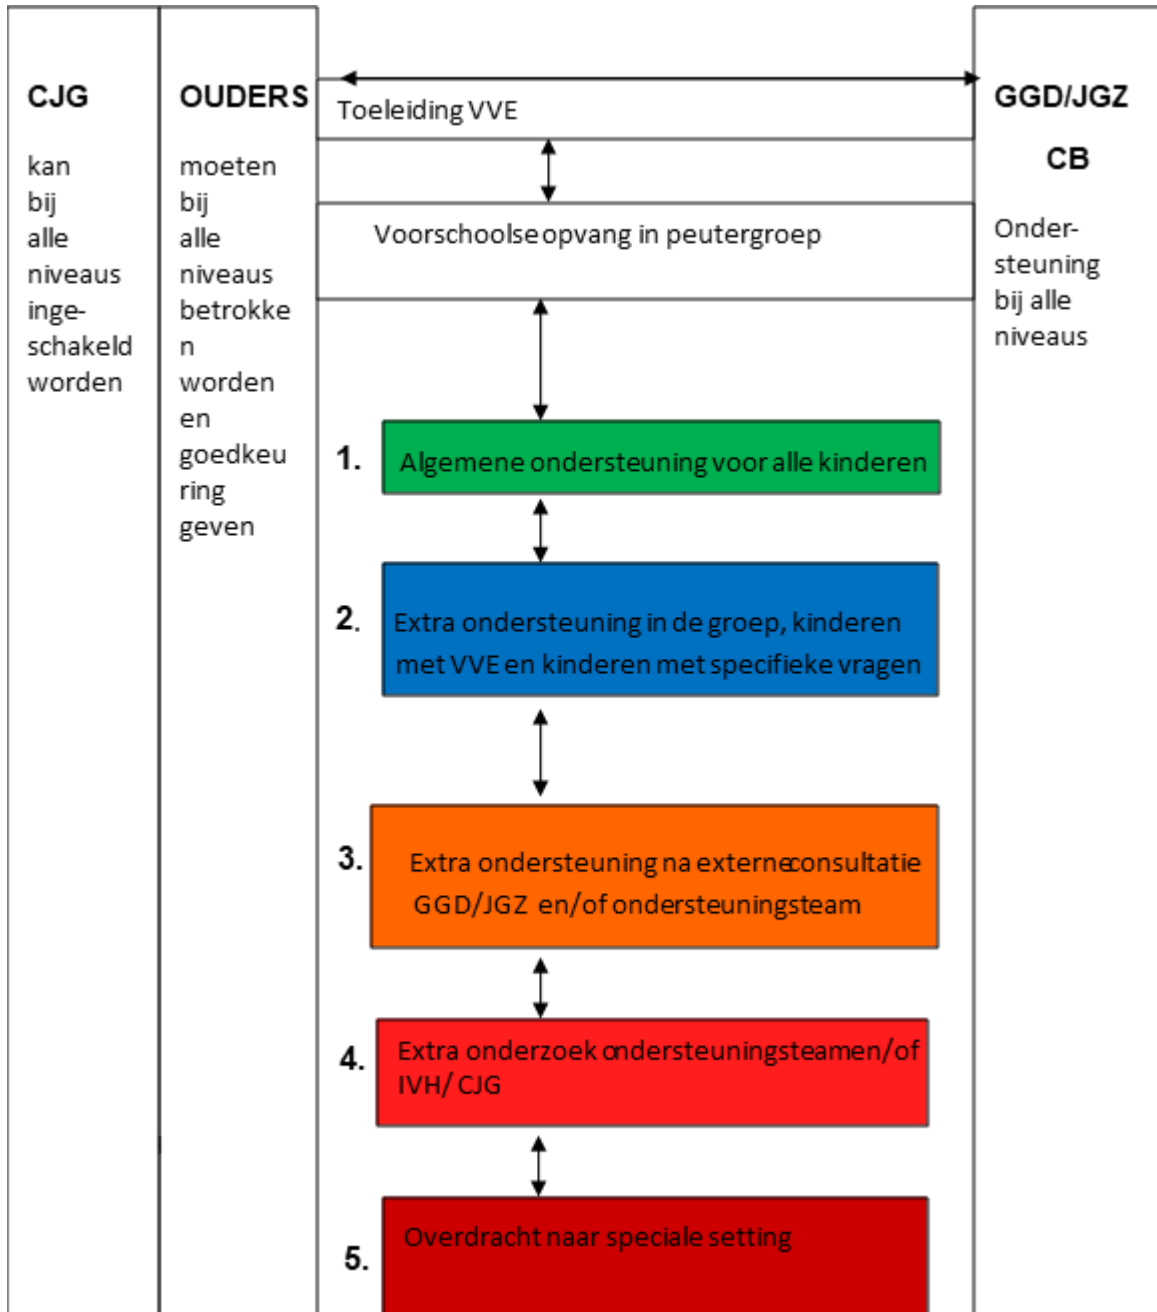 CJG
kan
bij
alle
niveaus
inge-
schakeld
worden
OUDERS
moeten
bij
alle
niveaus
betrokke
n
worden
en
goedkeu
ring
geven
Toeleiding VVE
Voorschoolse opvang in peutergroep
1. Algemene ondersteuning voor alle kinderen
2. Extra ondersteuning in de groep, kinderen
met VVE en kinderen met specifieke vragen
3. Extra ondersteuning na externe consultatie
GGD/JGZ en/of ondersteuningsteam
4. Extra onderzoek ondersteuningsteam en/of
IVH/ CJG
5. Overdracht naar speciale setting
GGD/JGZ
CB
Onder-
steuning
bij alle
niveaus